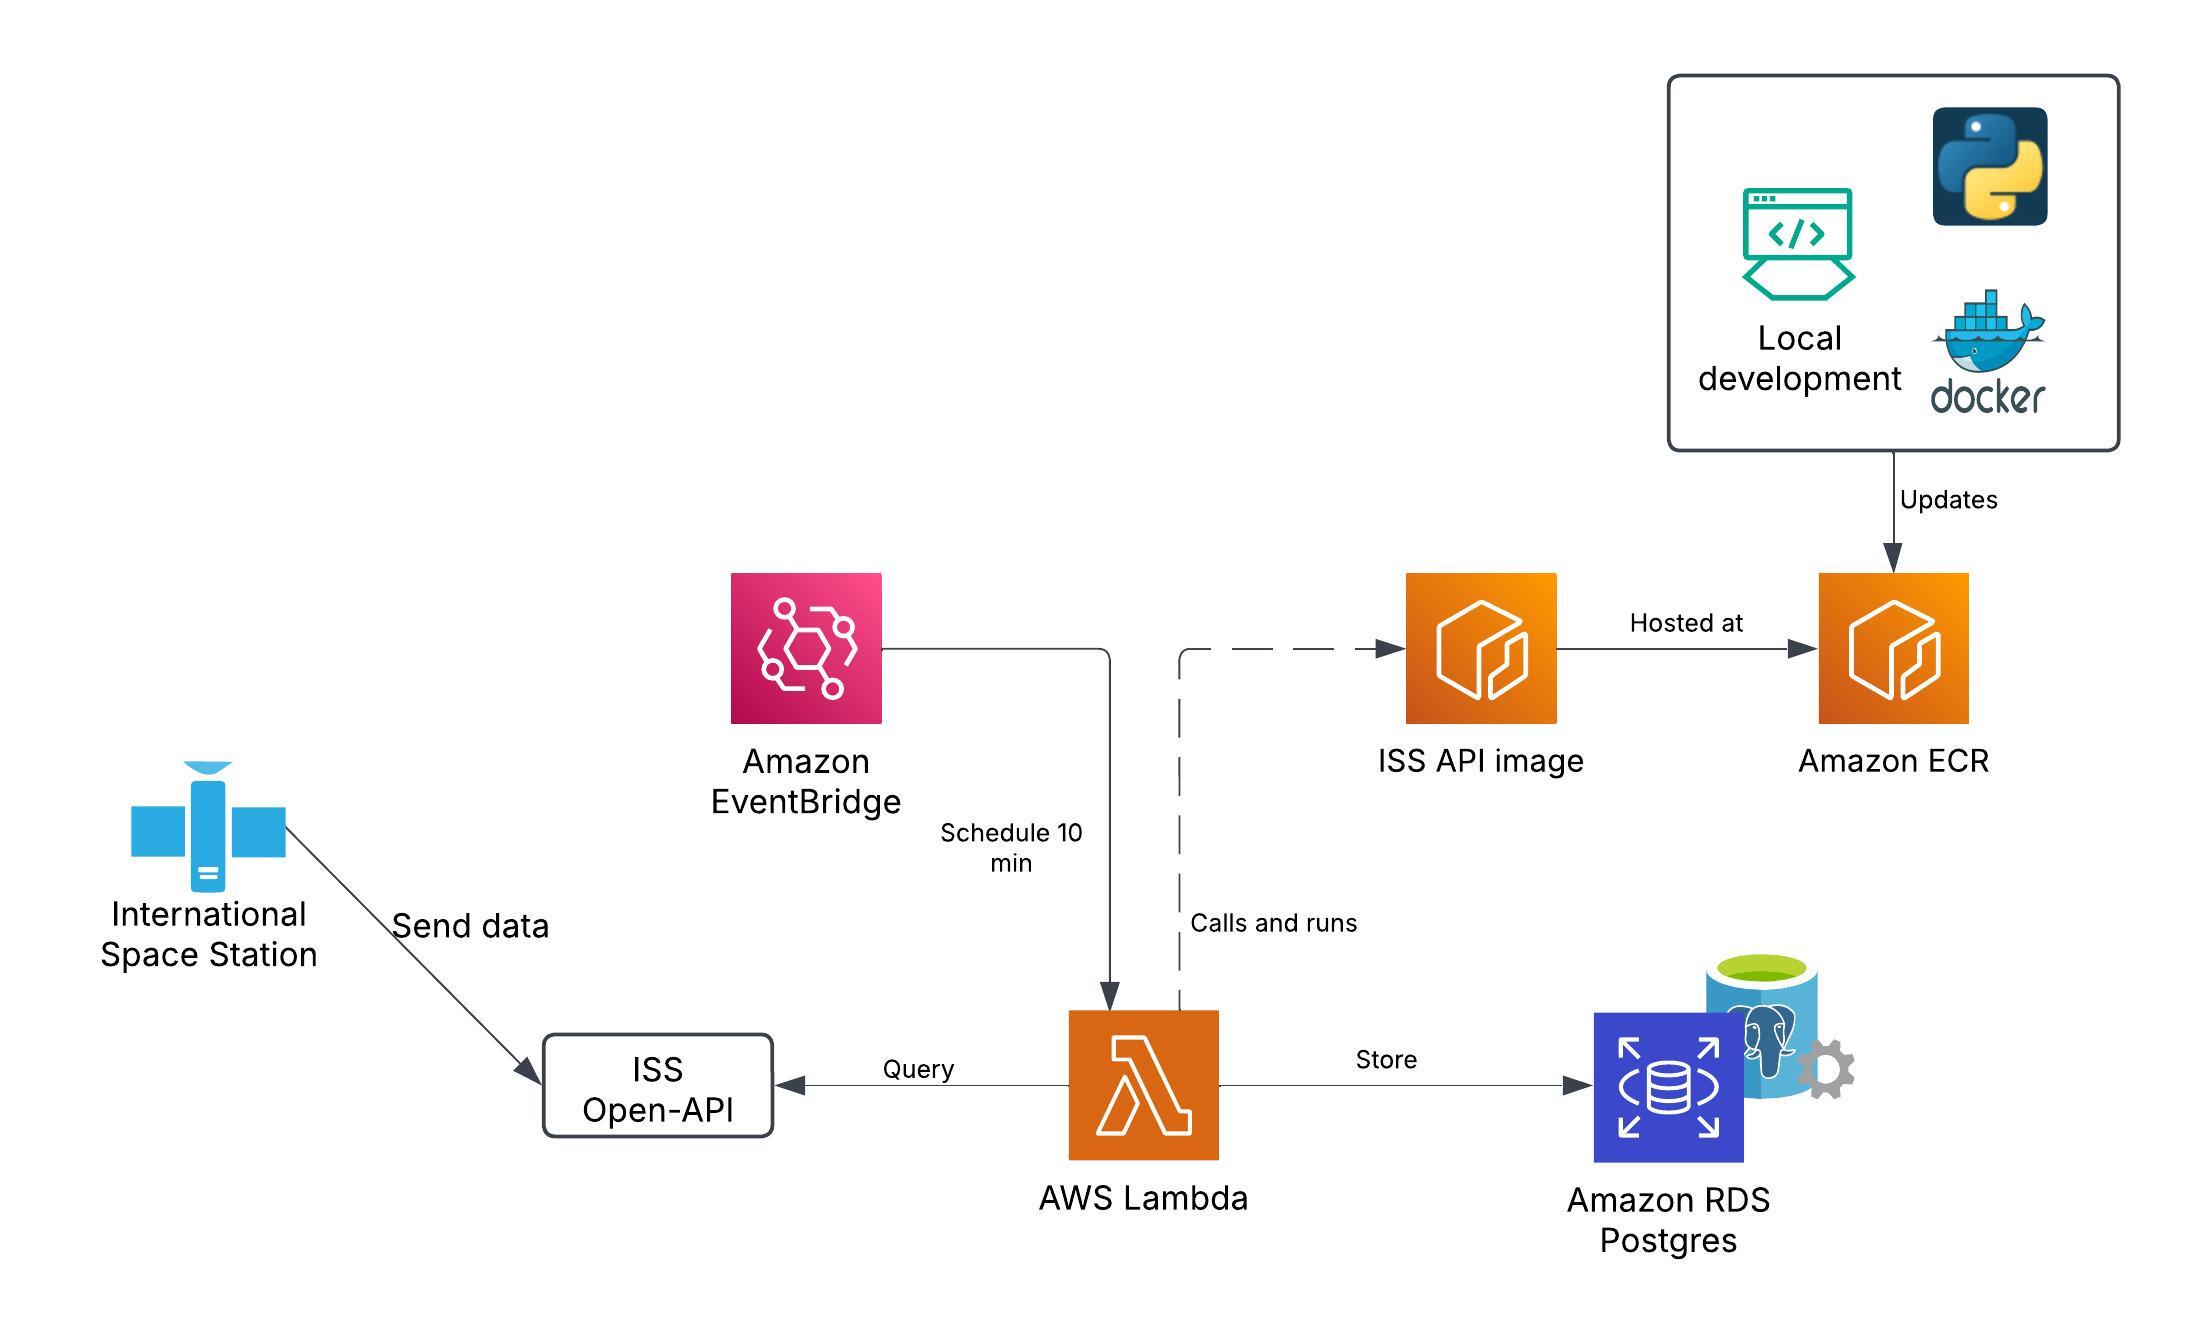 Local
development
docker
Updates
Hosted at
Amazon
EventBridge
ISS API image
Amazon ECR
Schedule 10
min
International
Space Station
Send data
Calls and runs
ISS
Open-API
Query
Store
AWS Lambda
Amazon RDS
Postgres